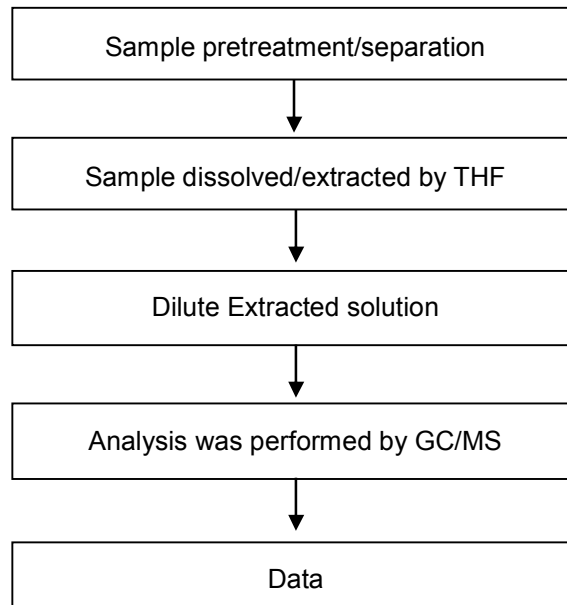 Sample pretreatment/separation
Sample dissolved/extracted by THF
Dilute Extracted solution
Analysis was performed by GC/MS
Data